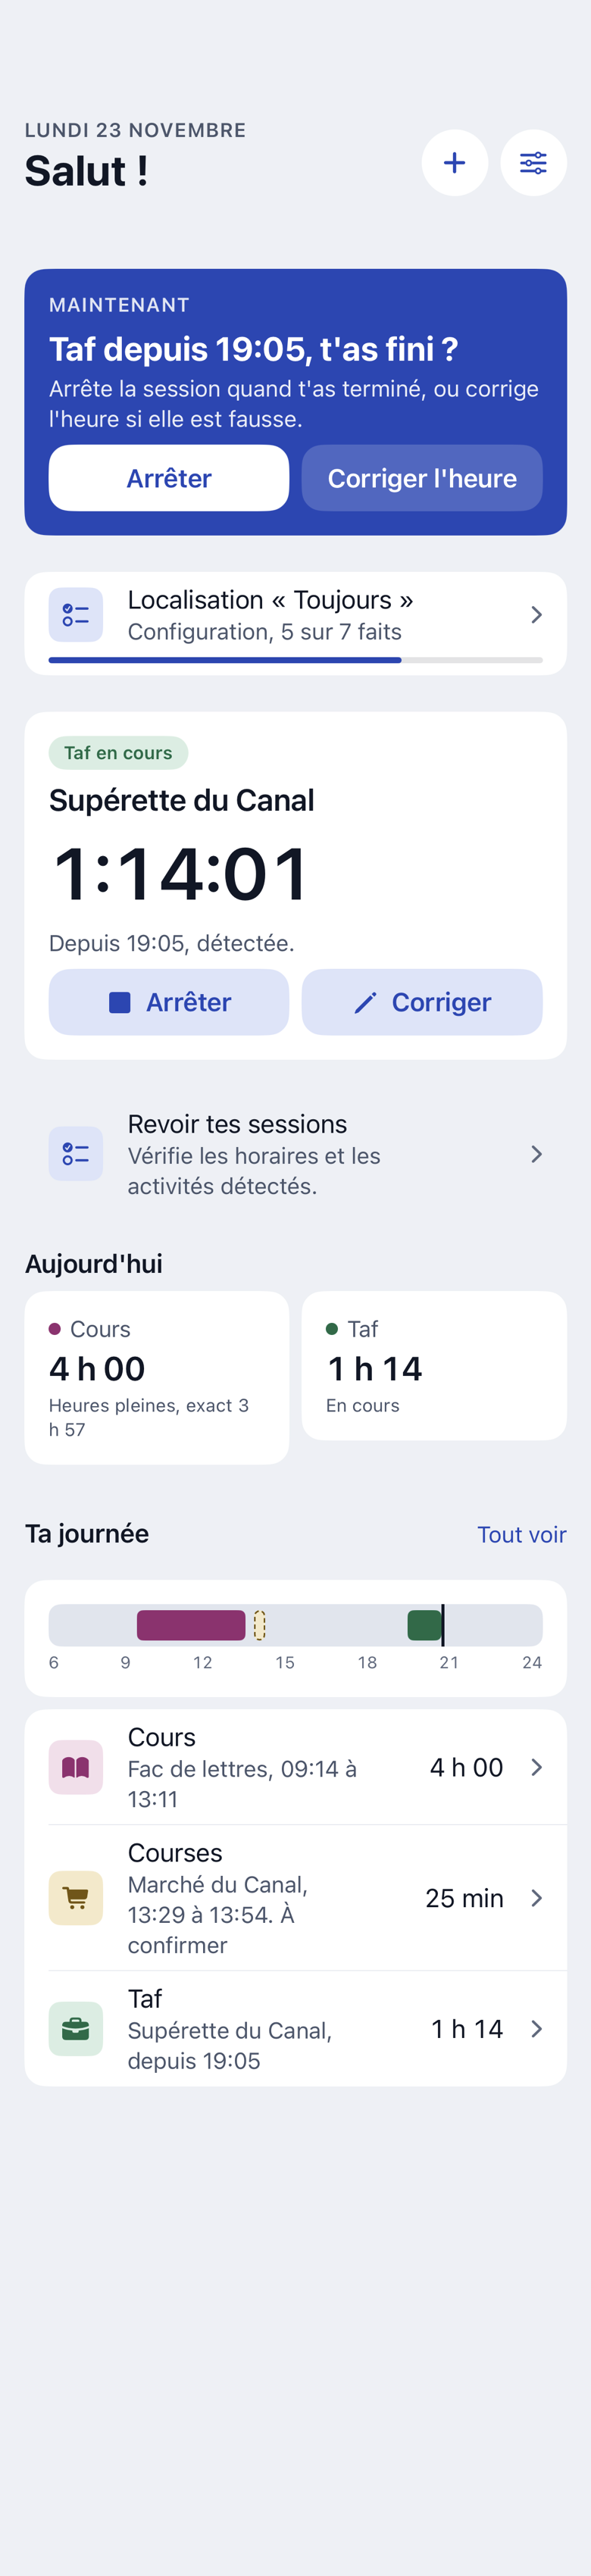 LUNDI 23 NOVEMBRE
Salut !
MAINTENANT
Taf depuis 19:05, t'as fini ?
Arrête la session quand t'as terminé, ou corrige
l'heure si elle est fausse.
Arrêter
Corriger l'heure
Localisation « Toujours »
Configuration, 5 sur 7 faits
Taf en cours
Supérette du Canal
1:14:01
Depuis 19:05, détectée.
Arrêter
Corriger
Revoir tes sessions
Vérifie les horaires et les
activités détectés.
Aujourd'hui
Cours
4 h 00
Heures pleines, exact 3
h 57
Taf
1 h 14
En cours
Ta journée
Tout voir
6 9 12 15 18 21 24
Cours
Fac de lettres, 09:14 à
13:11
4 h 00
Courses
Marché du Canal,
13:29 à 13:54. À
confirmer
25 min
Taf
Supérette du Canal,
depuis 19:05
1 h 14